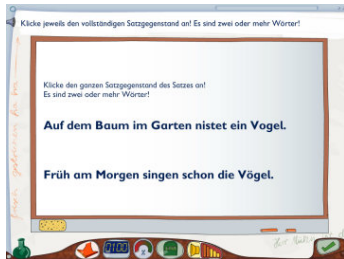 Klicke jeweils den vollständigen Satzgegenstand an! Es sind zwei oder mehr Wörter!
Klicke den ganzen Satzgegenstand des Satzes an!
Es sind zwei oder mehr Wörter!
Auf dem Baum im Garten nistet ein Vogel.
Früh am Morgen singen schon die Vögel.